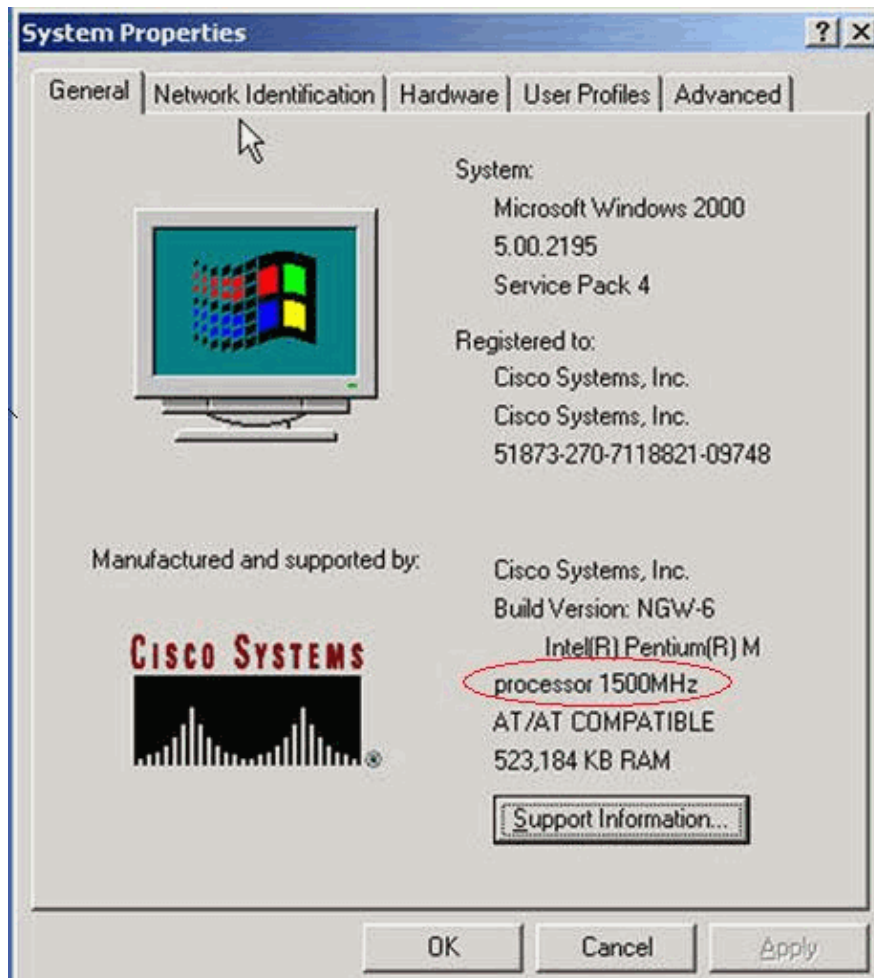 System Properties
General
Network Identification
Hardware
User Profiles
Advanced
System:
Microsoft Windows 2000
5.00.2195
Service Pack 4
Registered to:
Cisco Systems, Inc.
Cisco Systems, Inc.
51873-270-7118821-09748
Manufactured and supported by:
CISCO SYSTEMS
Cisco Systems, Inc.
Build Version: NGW-6
Intel(R) Pentium(R) M
processor 1500MHz
AT/AT COMPATIBLE
523,184 KB RAM
Support Information...
OK
Cancel
Apply